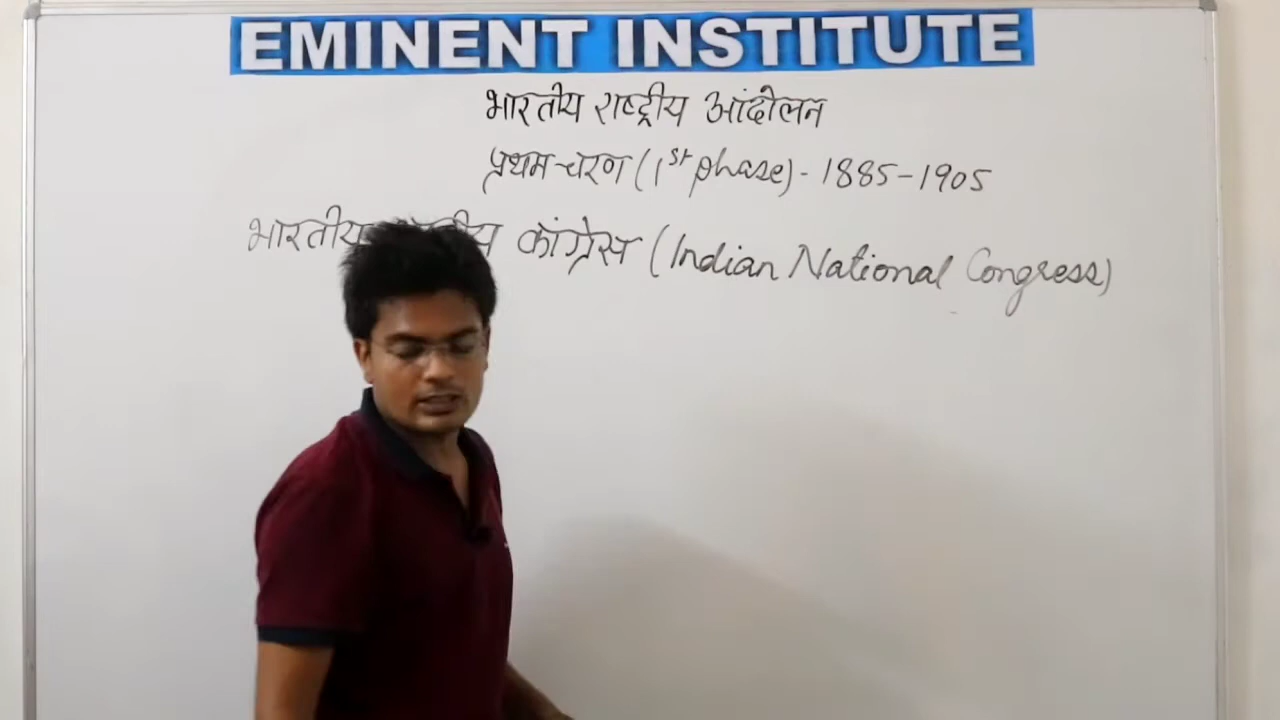 EMINENT INSTITUTE
भारतीय राष्ट्रीय आंदोलन
प्रथम चरण (1st phase) - 1885-1905
भारतीय कांग्रेस (Indian National Congress)